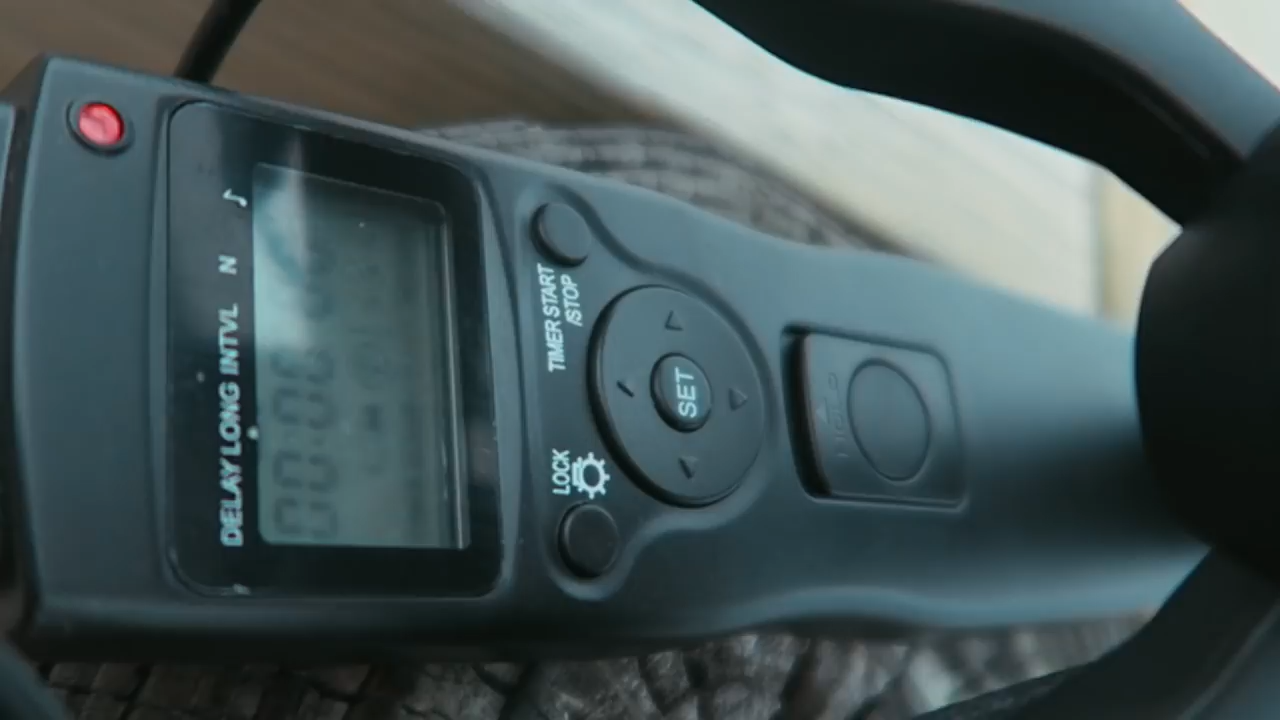 DELAY LONG INTVL N ♪
TIMER START
/STOP
SET
LOCK